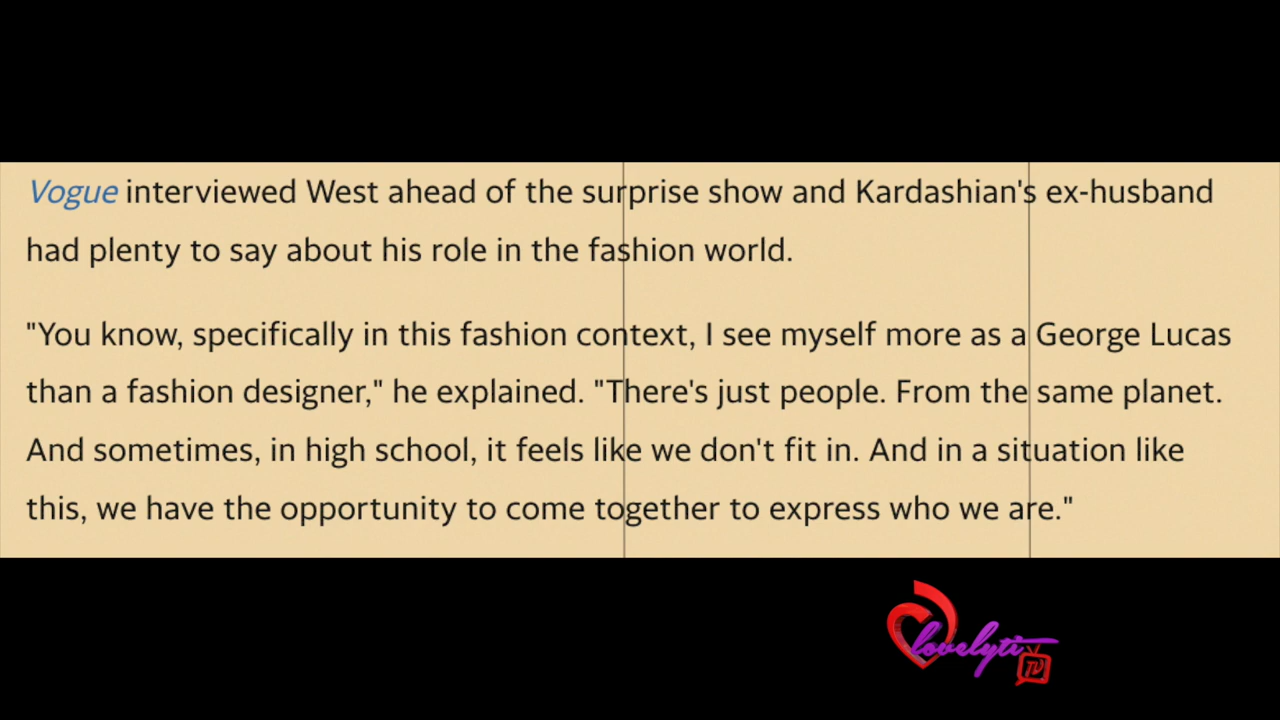 Vogue interviewed West ahead of the surprise show and Kardashian's ex-husband
had plenty to say about his role in the fashion world.
"You know, specifically in this fashion context, I see myself more as a George Lucas
than a fashion designer," he explained. "There's just people. From the same planet.
And sometimes, in high school, it feels like we don't fit in. And in a situation like
this, we have the opportunity to come together to express who we are."
lovelyti
TV